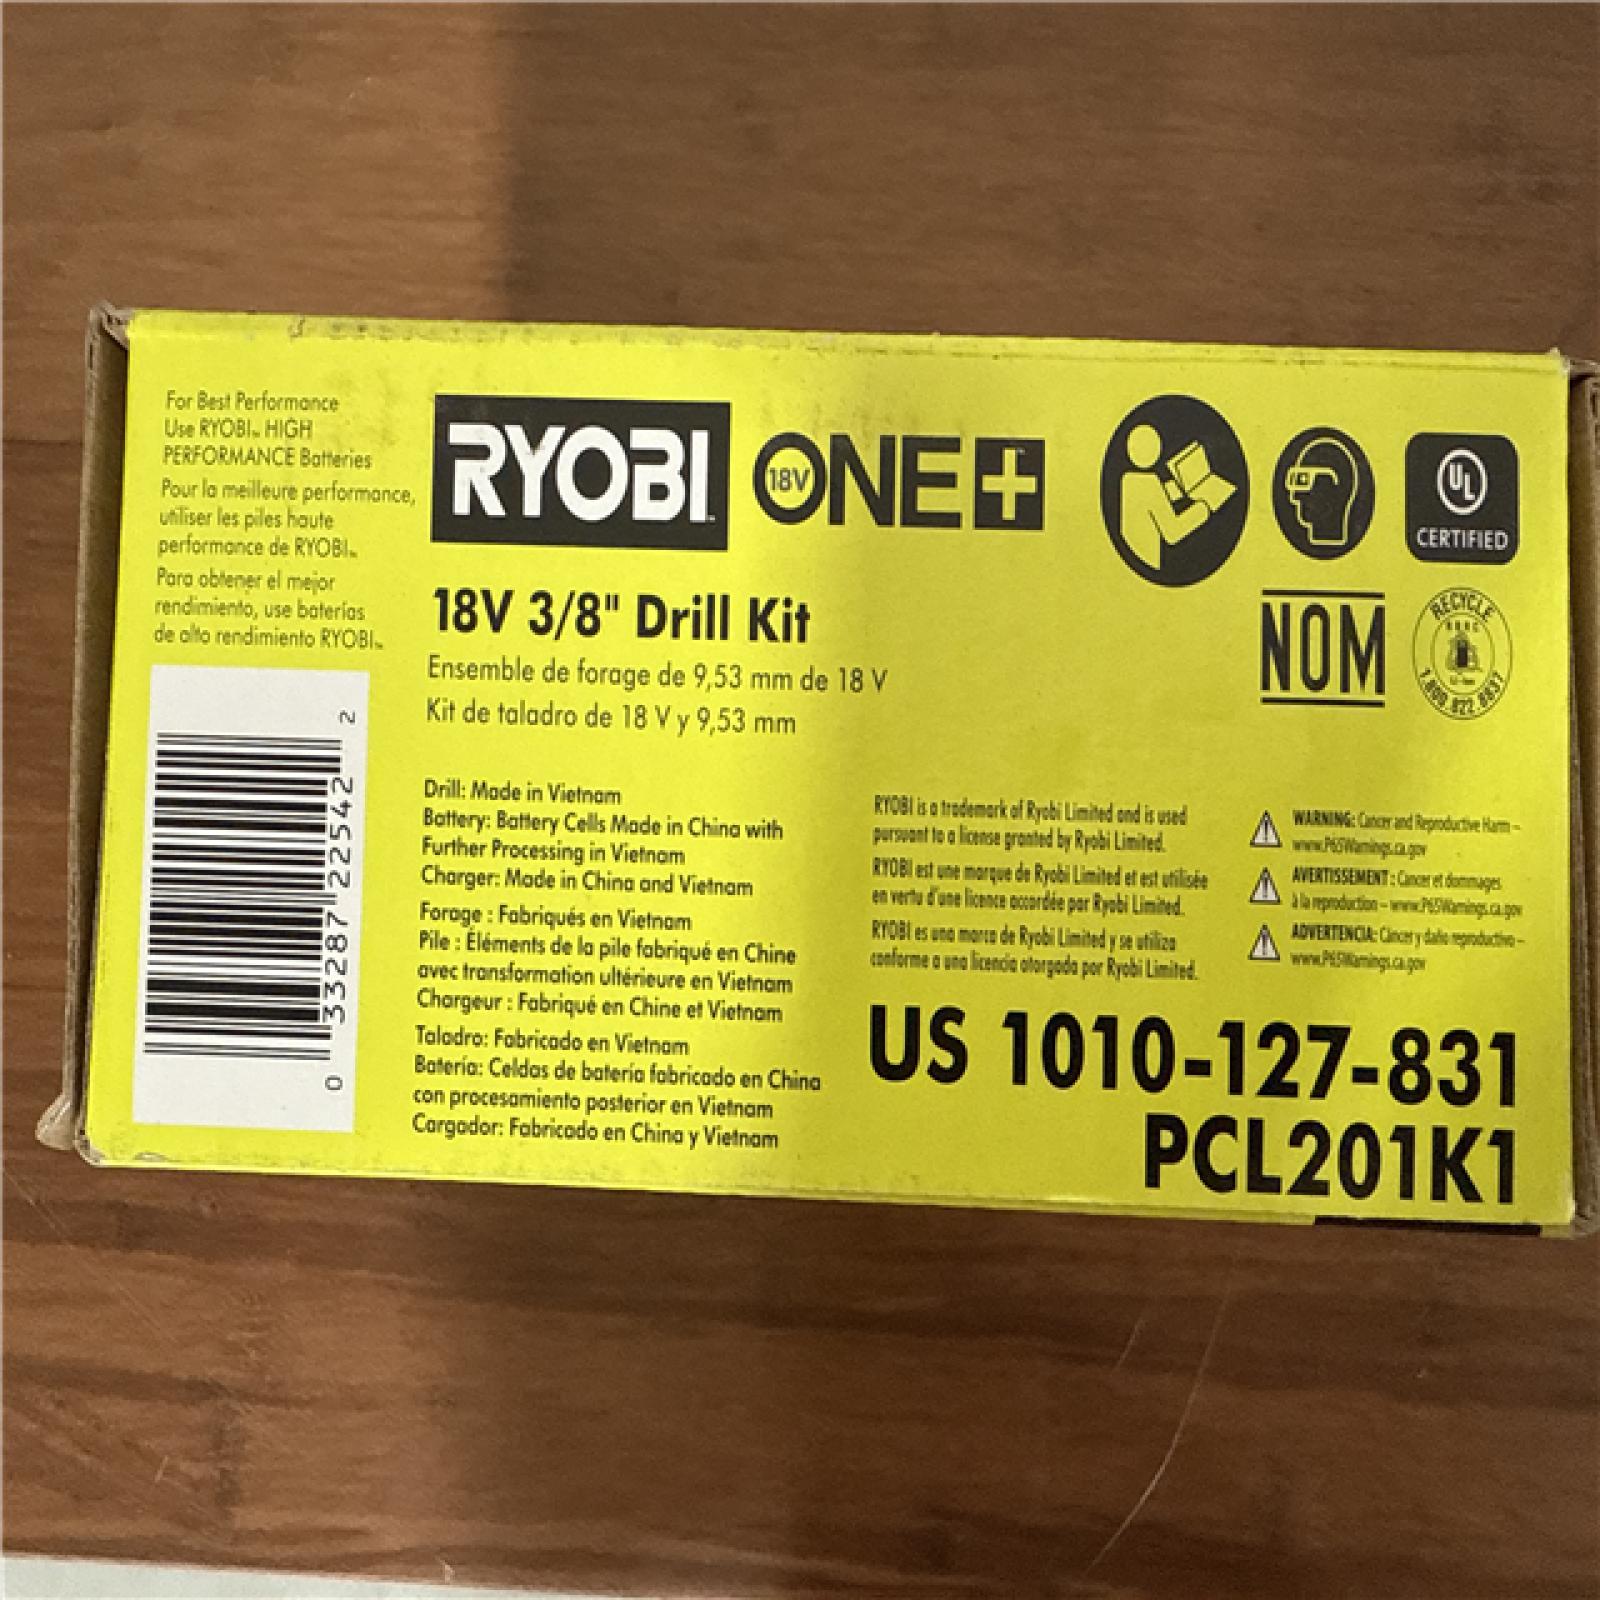 For Best Performance
Use RYOBI™ HIGH
PERFORMANCE Batteries
Pour la meilleure performance,
utiliser les piles haute
performance de RYOBI™
Para obtener el mejor
rendimiento, use baterías
de alto rendimiento RYOBI™
0 33287 22542 2
RYOBI
18V ONE+
UL
CERTIFIED
18V 3/8" Drill Kit
Ensemble de forage de 9,53 mm de 18 V
Kit de taladro de 18 V y 9,53 mm
NOM
RECYCLE
RBRC
Li-Ion
1.800.822.8837
Drill: Made in Vietnam
Battery: Battery Cells Made in China with
Further Processing in Vietnam
Charger: Made in China and Vietnam
Forage : Fabriqués en Vietnam
Pile : Éléments de la pile fabriqué en Chine
avec transformation ultérieure en Vietnam
Chargeur : Fabriqué en Chine et Vietnam
Taladro: Fabricado en Vietnam
Batería: Celdas de batería fabricado en China
con procesamiento posterior en Vietnam
Cargador: Fabricado en China y Vietnam
RYOBI is a trademark of Ryobi Limited and is used
pursuant to a license granted by Ryobi Limited.
RYOBI est une marque de Ryobi Limited et est utilisée
en vertu d'une licence accordée par Ryobi Limited.
RYOBI es una marca de Ryobi Limited y se utiliza
conforme a una licencia otorgada por Ryobi Limited.
WARNING: Cancer and Reproductive Harm –
www.P65Warnings.ca.gov
AVERTISSEMENT : Cancer et dommages
à la reproduction – www.P65Warnings.ca.gov
ADVERTENCIA: Cáncer y daño reproductivo –
www.P65Warnings.ca.gov
US 1010-127-831
PCL201K1